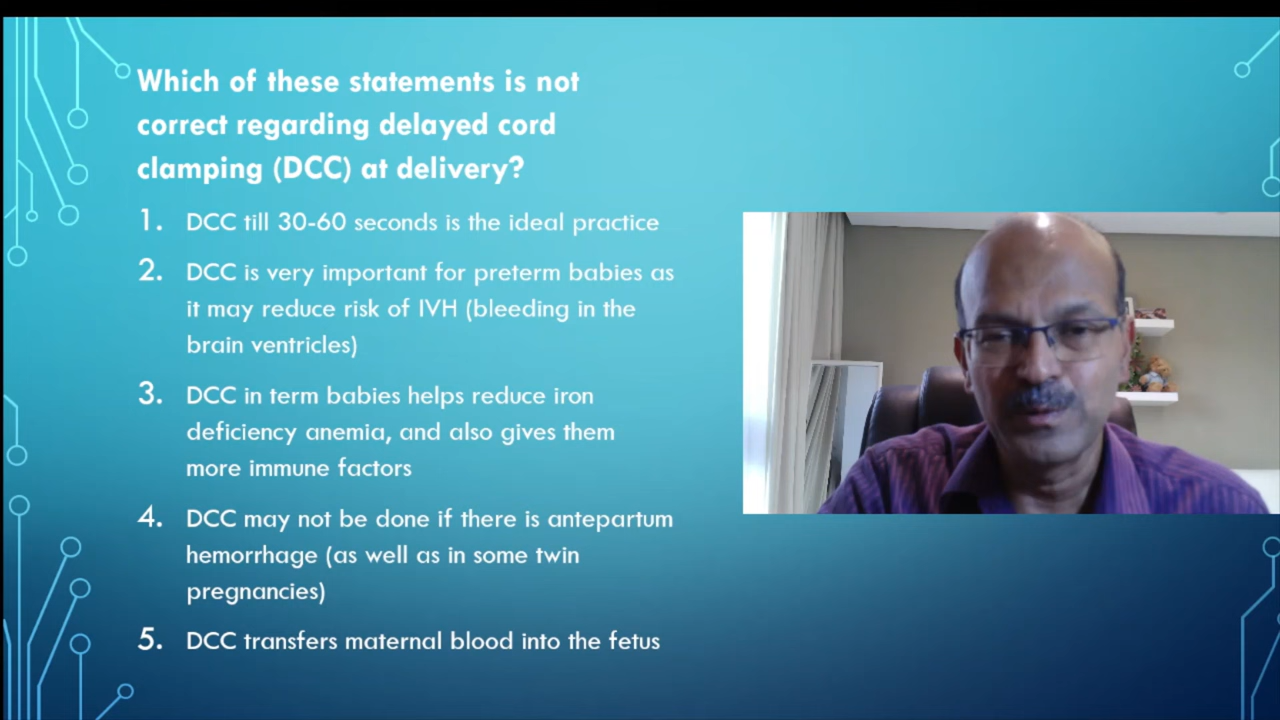 Which of these statements is not
correct regarding delayed cord
clamping (DCC) at delivery?
1. DCC till 30-60 seconds is the ideal practice
2. DCC is very important for preterm babies as
it may reduce risk of IVH (bleeding in the
brain ventricles)
3. DCC in term babies helps reduce iron
deficiency anemia, and also gives them
more immune factors
4. DCC may not be done if there is antepartum
hemorrhage (as well as in some twin
pregnancies)
5. DCC transfers maternal blood into the fetus